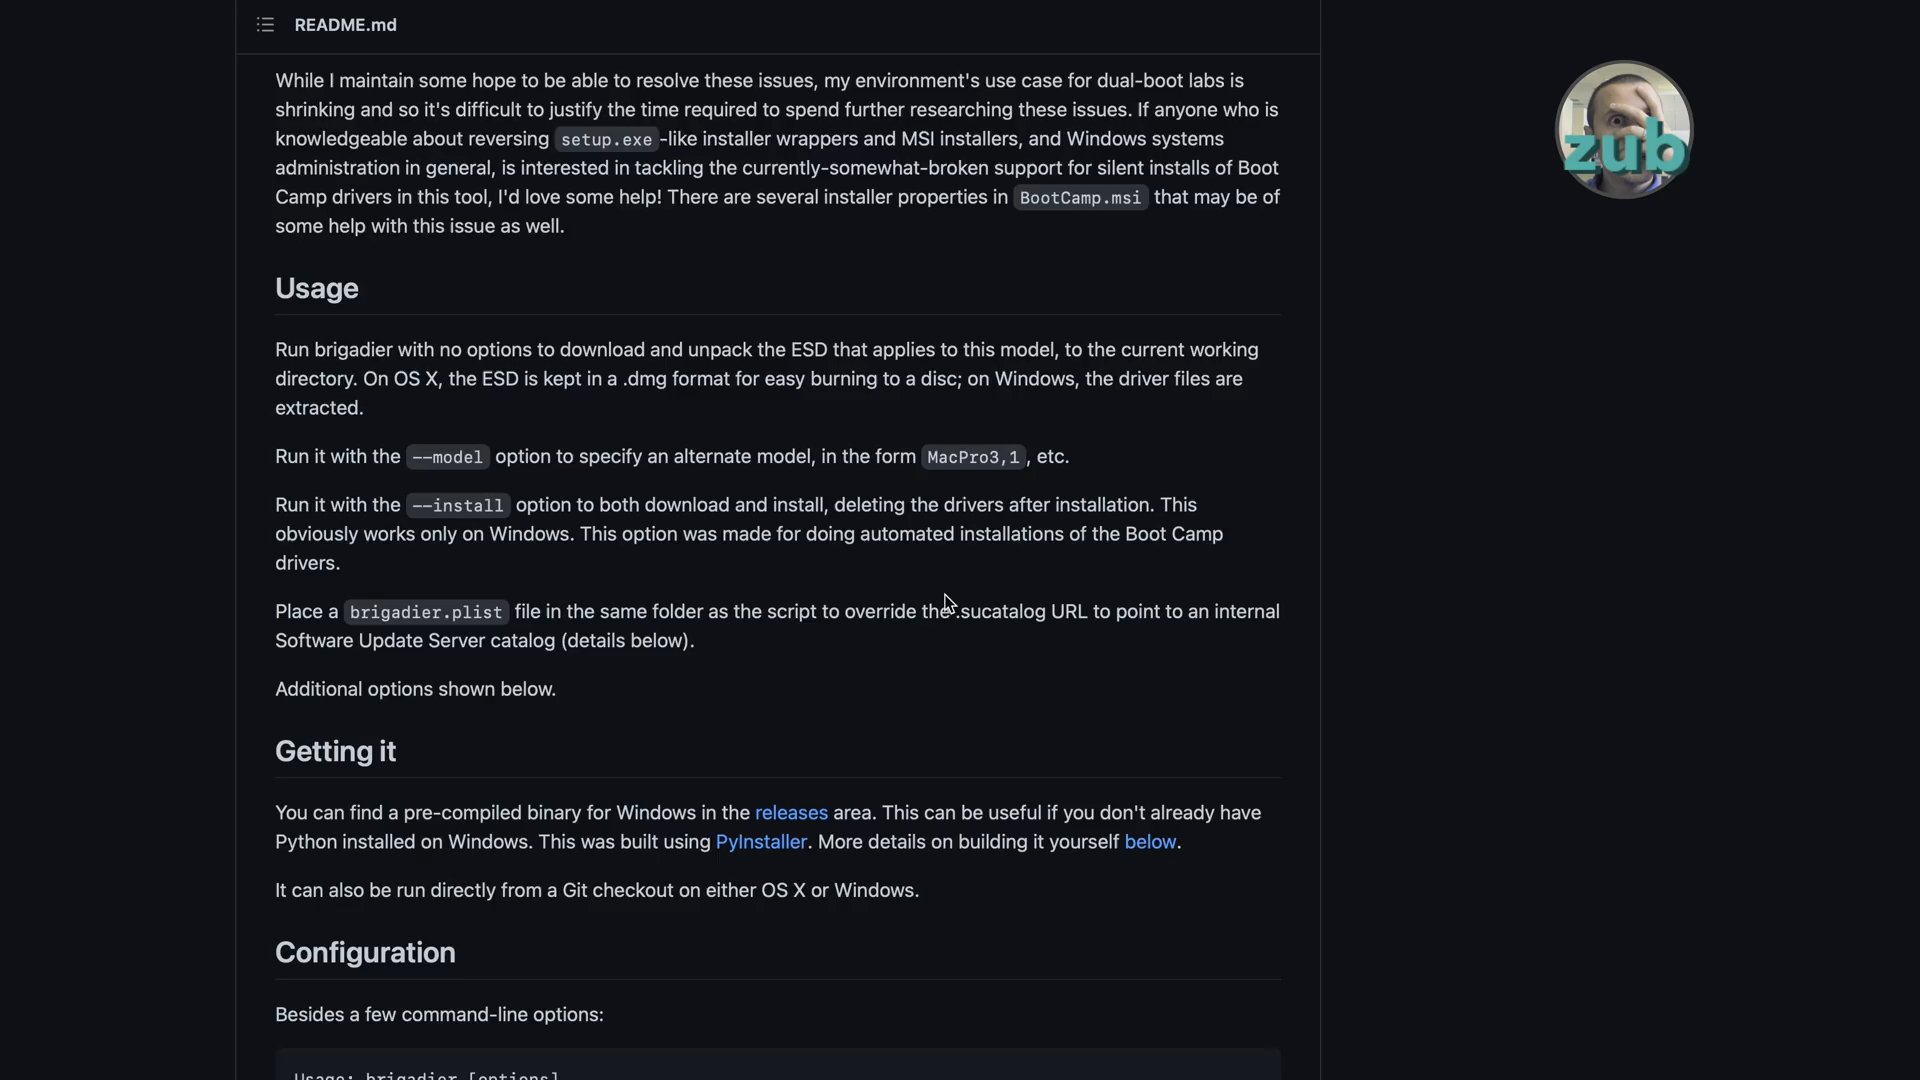 README.md
While I maintain some hope to be able to resolve these issues, my environment's use case for dual-boot labs is
shrinking and so it's difficult to justify the time required to spend further researching these issues. If anyone who is
knowledgeable about reversing setup.exe-like installer wrappers and MSI installers, and Windows systems
administration in general, is interested in tackling the currently-somewhat-broken support for silent installs of Boot
Camp drivers in this tool, I'd love some help! There are several installer properties in BootCamp.msi that may be of
some help with this issue as well.
zub
Usage
Run brigadier with no options to download and unpack the ESD that applies to this model, to the current working
directory. On OS X, the ESD is kept in a .dmg format for easy burning to a disc; on Windows, the driver files are
extracted.
Run it with the --model option to specify an alternate model, in the form MacPro3,1, etc.
Run it with the --install option to both download and install, deleting the drivers after installation. This
obviously works only on Windows. This option was made for doing automated installations of the Boot Camp
drivers.
Place a brigadier.plist file in the same folder as the script to override the .sucatalog URL to point to an internal
Software Update Server catalog (details below).
Additional options shown below.
Getting it
You can find a pre-compiled binary for Windows in the releases area. This can be useful if you don't already have
Python installed on Windows. This was built using PyInstaller. More details on building it yourself below.
It can also be run directly from a Git checkout on either OS X or Windows.
Configuration
Besides a few command-line options:
Usage: brigadier [options]